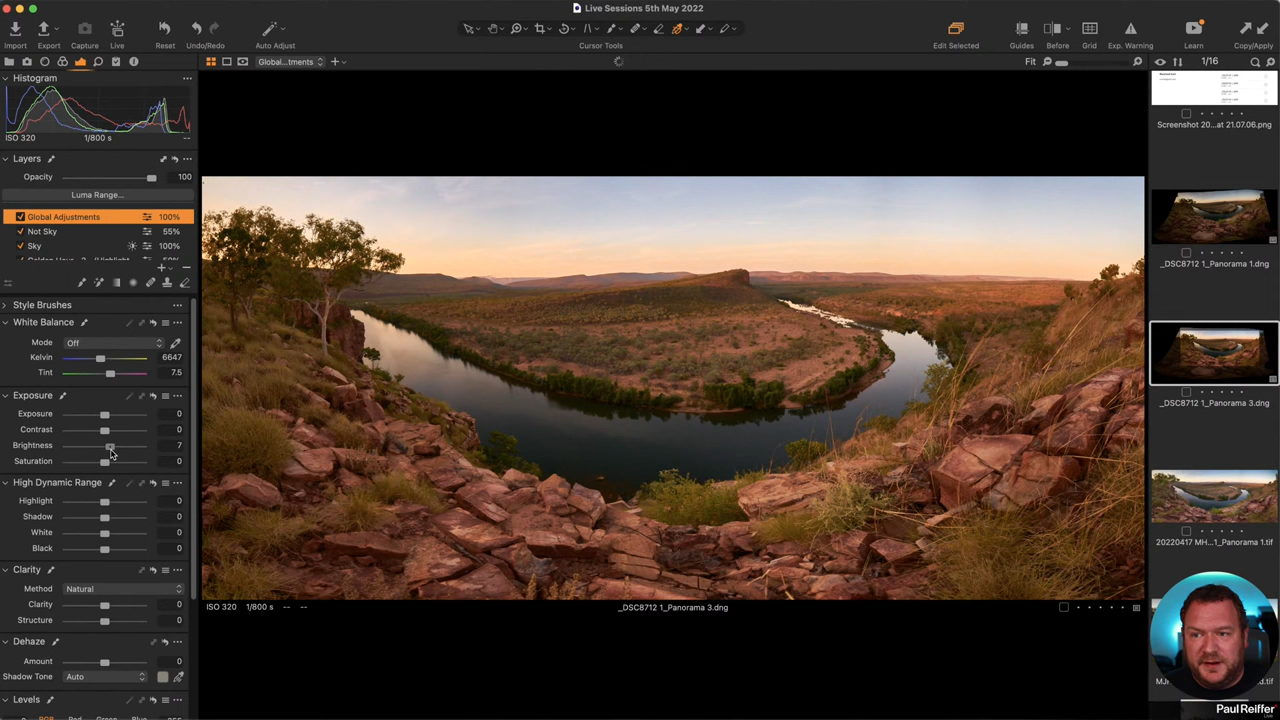 Live Sessions 5th May 2022
Import
Export
Capture
Live
Reset
Undo/Redo
Auto Adjust
Cursor Tools
Edit Selected
Guides
Before
Grid
Exp. Warning
Learn
Copy/Apply
Global...tments
Fit
1/16
Histogram
ISO 320
1/800 s
--
Layers
Opacity
100
Luma Range...
Global Adjustments
100%
Not Sky
55%
Sky
100%
Style Brushes
White Balance
Mode
Off
Kelvin
6647
Tint
7.5
Exposure
Exposure
0
Contrast
0
Brightness
7
Saturation
0
High Dynamic Range
Highlight
0
Shadow
0
White
0
Black
0
Clarity
Method
Natural
Clarity
0
Structure
0
Dehaze
Amount
0
Shadow Tone
Auto
Levels
ISO 320
1/800 s
--
--
_DSC8712 1_Panorama 3.dng
Screenshot 20...at 21.07.06.png
_DSC8712 1_Panorama 1.dng
_DSC8712 1_Panorama 3.dng
20220417 MH...1_Panorama 1.tif
Paul Reiffer
Live